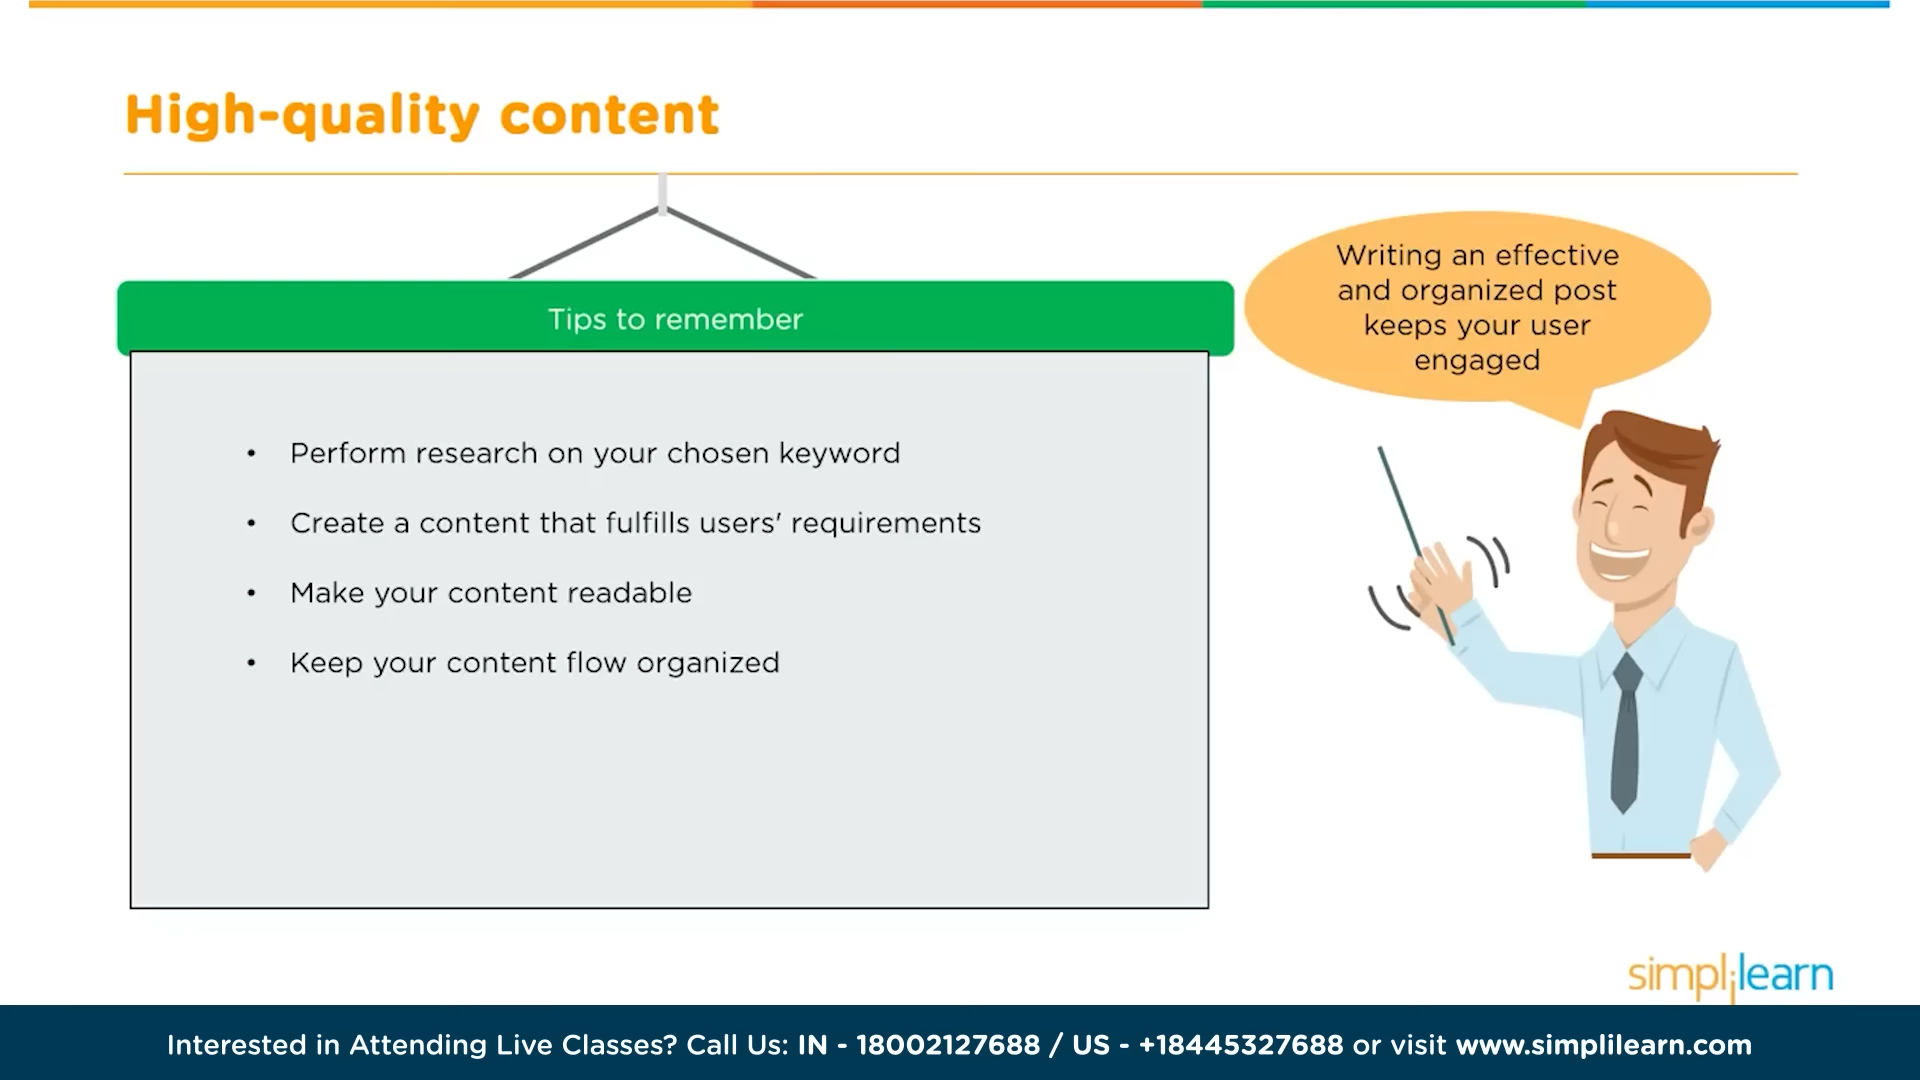 High-quality content
Tips to remember
• Perform research on your chosen keyword
• Create a content that fulfills users' requirements
• Make your content readable
• Keep your content flow organized
Writing an effective
and organized post
keeps your user
engaged
simplilearn
Interested in Attending Live Classes? Call Us: IN - 18002127688 / US - +18445327688 or visit www.simplilearn.com